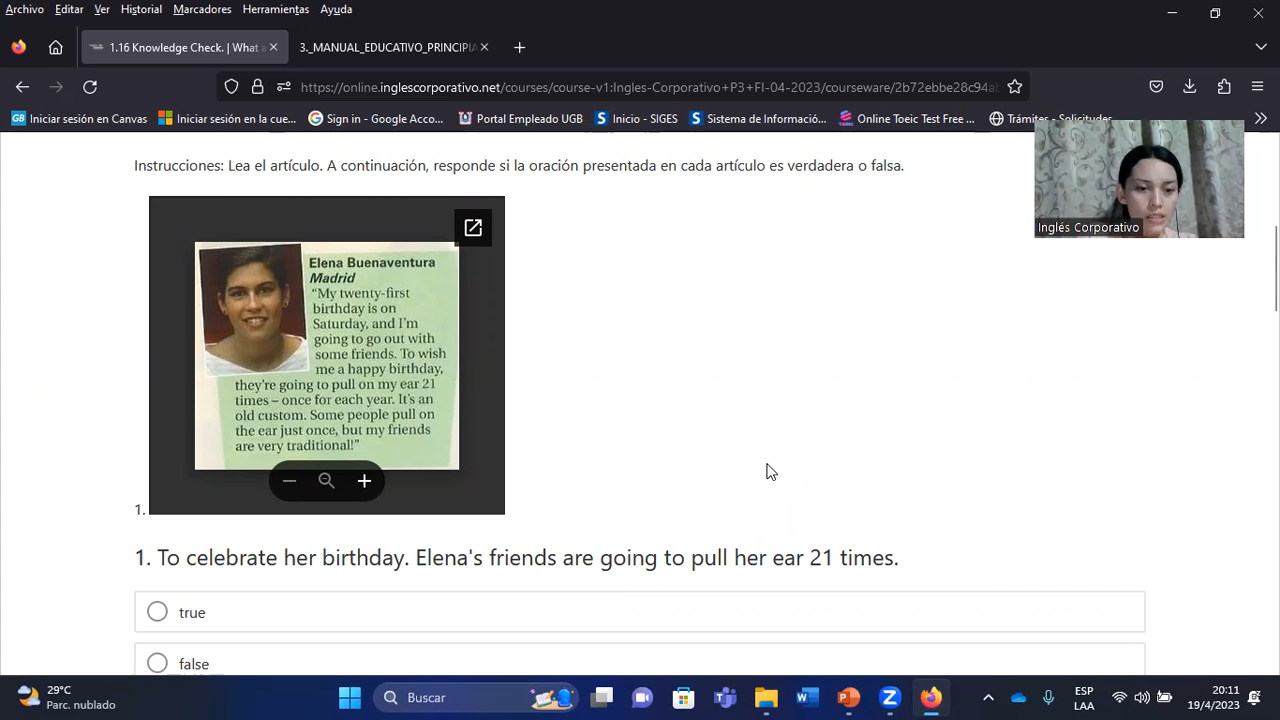 Archivo Editar Ver Historial Marcadores Herramientas Ayuda
1.16 Knowledge Check. | What a
3._MANUAL_EDUCATIVO_PRINCIPIA
https://online.inglescorporativo.net/courses/course-v1:Ingles-Corporativo+P3+FI-04-2023/courseware/2b72ebbe28c94a
Iniciar sesión en Canvas Iniciar sesión en la cue... Sign in - Google Acco... Portal Empleado UGB Inicio - SIGES Sistema de Informació... Online Toeic Test Free ... Trámites - Solicitudes
Instrucciones: Lea el artículo. A continuación, responde si la oración presentada en cada artículo es verdadera o falsa.
Inglés Corporativo
Elena Buenaventura
Madrid
“My twenty-first
birthday is on
Saturday, and I'm
going to go out with
some friends. To wish
me a happy birthday,
they're going to pull on my ear 21
times – once for each year. It's an
old custom. Some people pull on
the ear just once, but my friends
are very traditional!”
1.
1. To celebrate her birthday. Elena's friends are going to pull her ear 21 times.
true
false
29°C
Parc. nublado
Buscar
ESP
LAA
20:11
19/4/2023